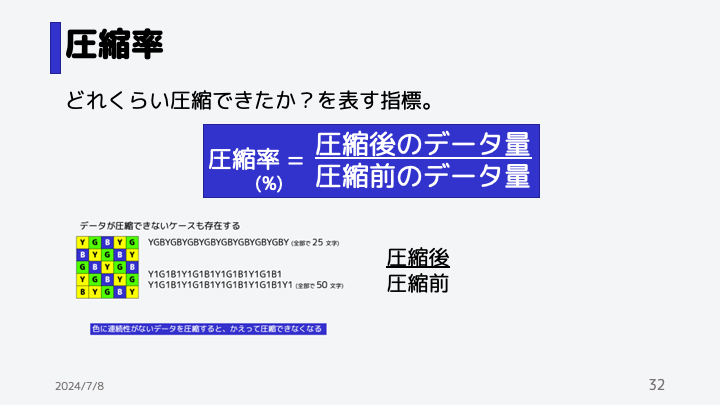 圧縮率
どれくらい圧縮できたか？を表す指標。
圧縮率 = 圧縮後のデータ量
(%) 圧縮前のデータ量
データが圧縮できないケースも存在する
Y G B Y G
B Y G B Y
G B Y G B
Y G B Y G
B Y G B Y
YGBYGBYGBYGBYGBYGBYGBYGBY (全部で 25 文字)
Y1G1B1Y1G1B1Y1G1B1Y1G1B1
Y1G1B1Y1G1B1Y1G1B1Y1G1B1Y1 (全部で 50 文字)
圧縮後
圧縮前
色に連続性がないデータを圧縮すると、かえって圧縮できなくなる
2024/7/8
32